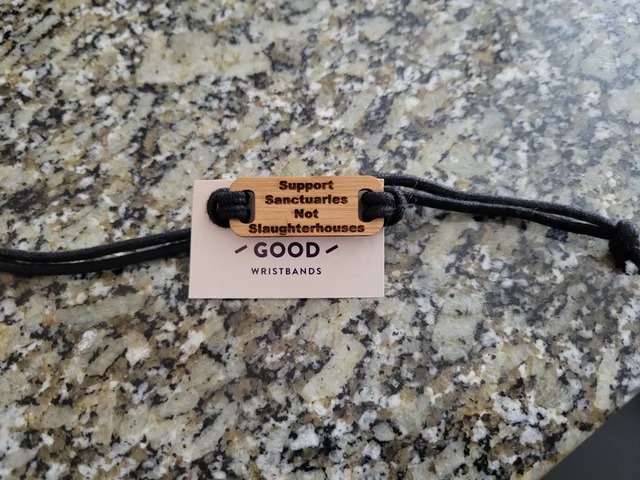 Support
Sanctuaries
Not
Slaughterhouses
GOOD
WRISTBANDS